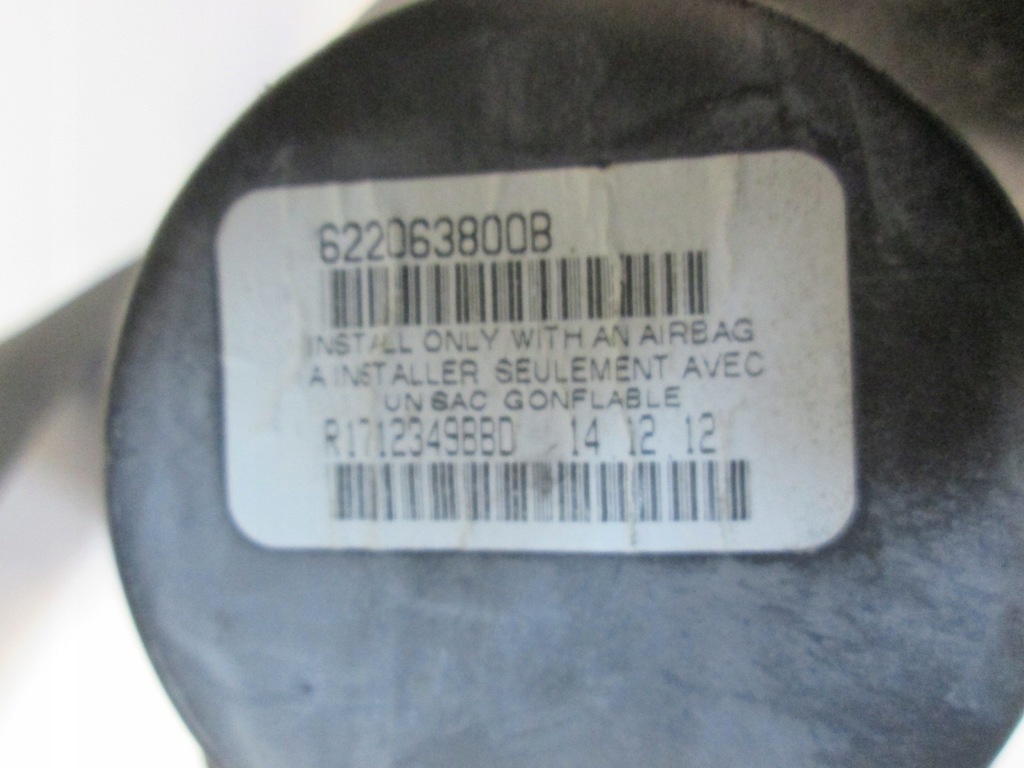 622063800B
INSTALL ONLY WITH AN AIRBAG
A INSTALLER SEULEMENT AVEC
UN SAC GONFLABLE
R1712349BBD 14 12 12